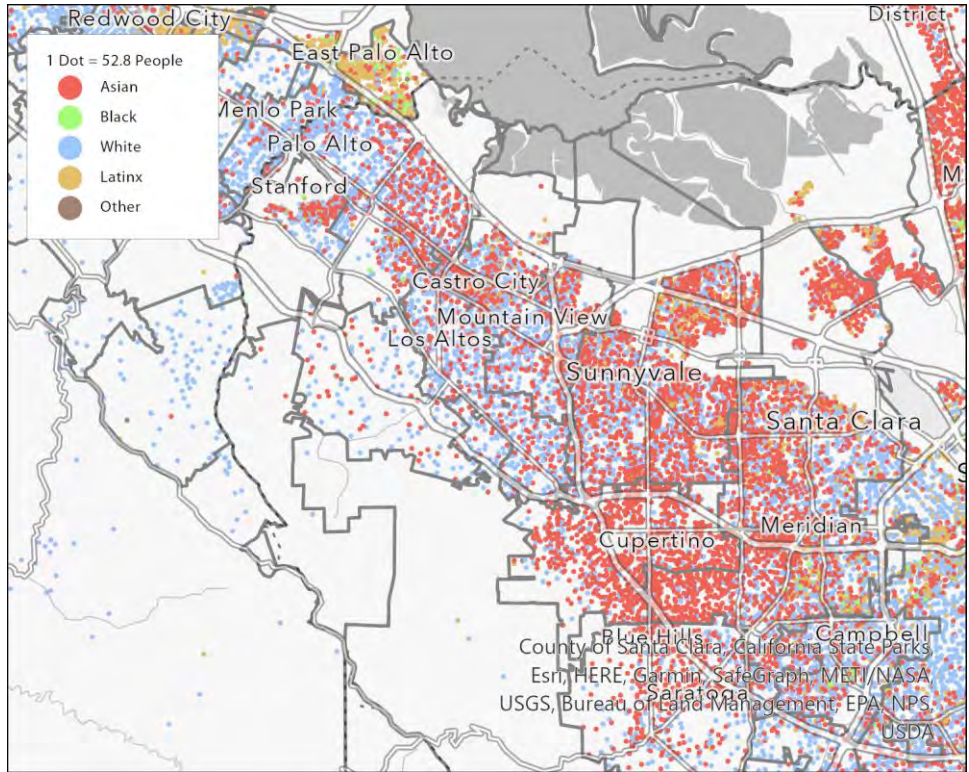 Redwood City
District
1 Dot = 52.8 People
Asian
Black
White
Latinx
Other
East Palo Alto
Menlo Park
Palo Alto
Stanford
M
Castro City
Mountain View
Los Altos
Sunnyvale
Santa Clara
S
Meridian
Cupertino
Blue Hills
Campbell
County of Santa Clara, California State Parks,
Esri, HERE, Garmin, SafeGraph, METI/NASA,
Saratoga
USGS, Bureau of Land Management, EPA, NPS,
USDA